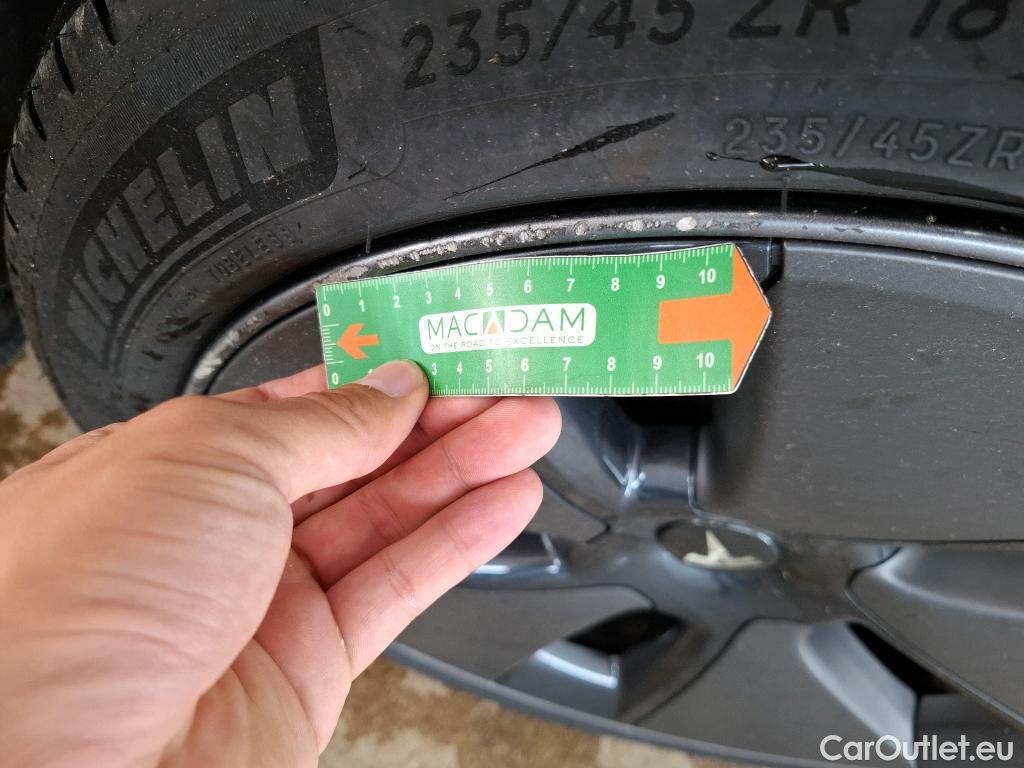 235/45 ZR 18
MICHELIN
TUBELESS
235/45ZR
0 1 2 3 4 5 6 7 8 9 10
MACADAM
ON THE ROAD TO EXCELLENCE
0 1 3 4 5 6 7 8 9 10
CarOutlet.eu